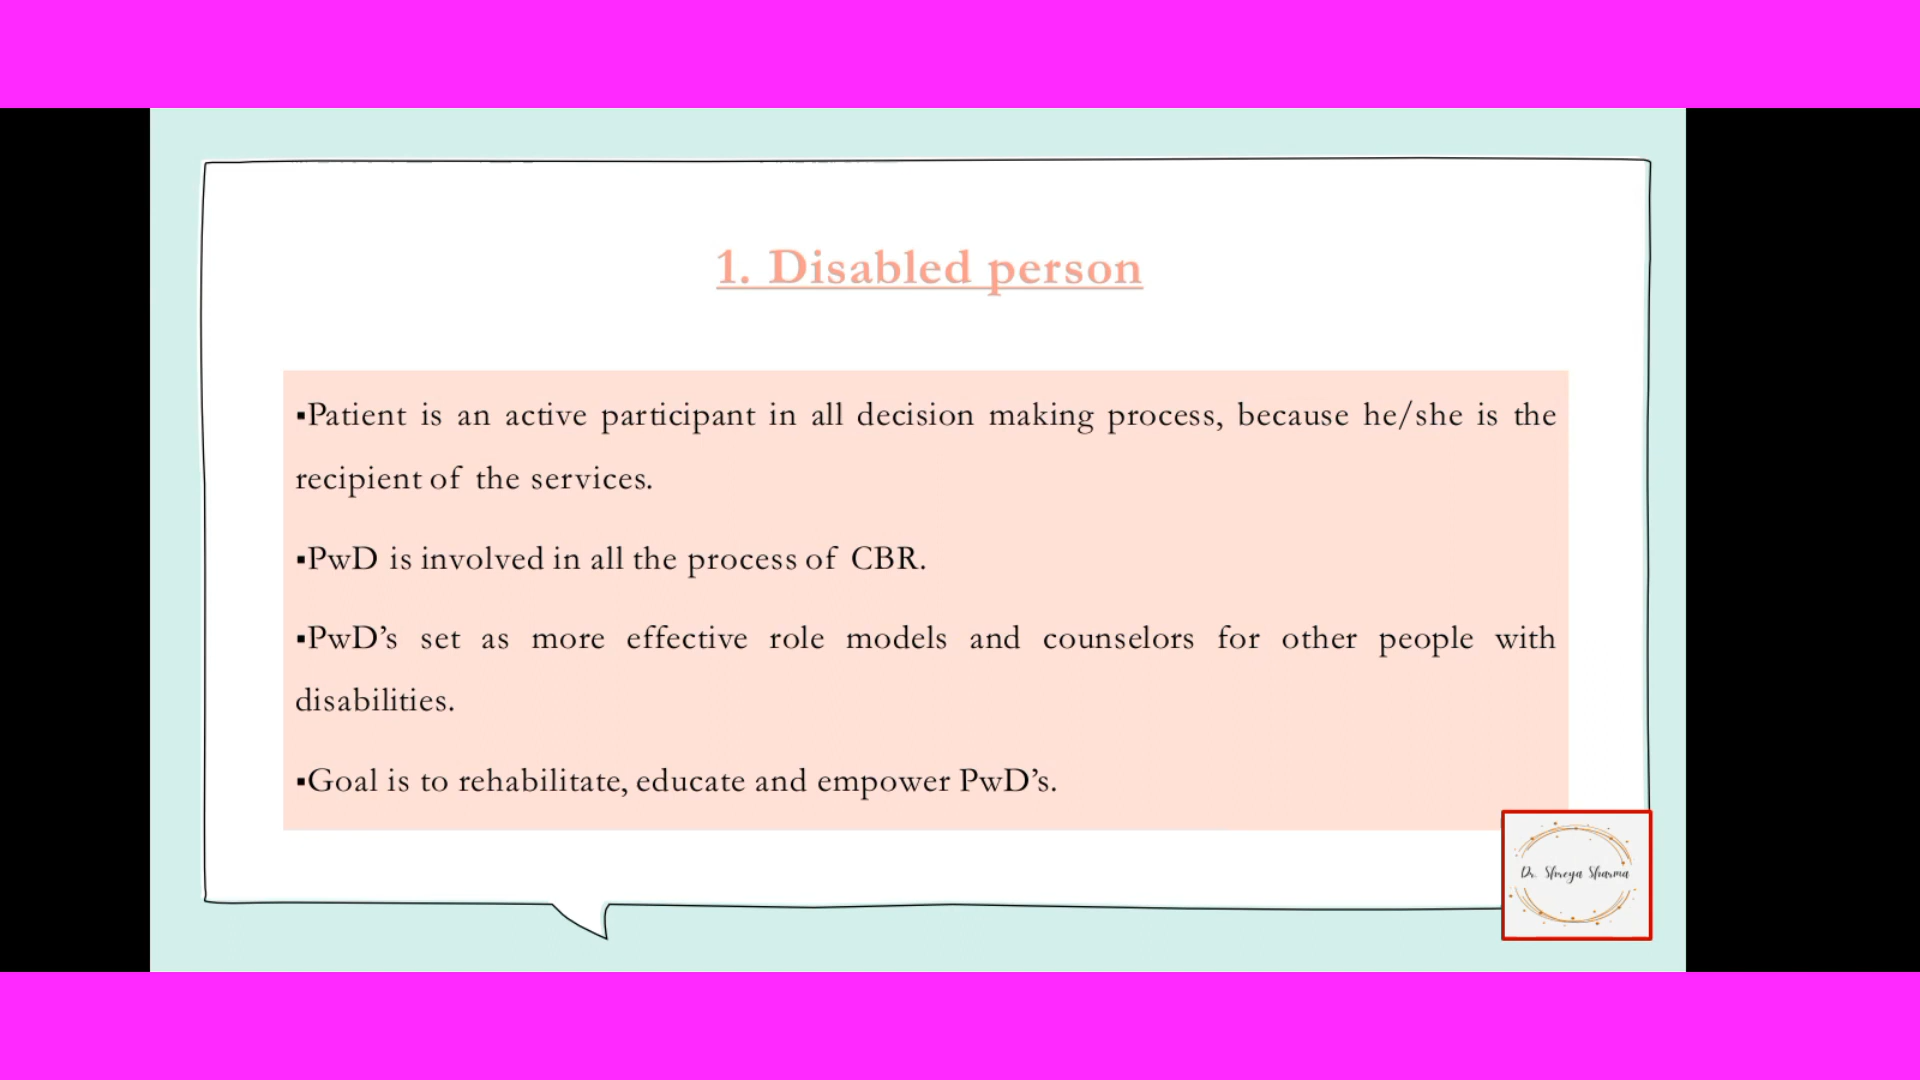 1. Disabled person
▪Patient is an active participant in all decision making process, because he/she is the
recipient of the services.
▪PwD is involved in all the process of CBR.
▪PwD’s set as more effective role models and counselors for other people with
disabilities.
▪Goal is to rehabilitate, educate and empower PwD’s.
Dr. Shreya Sharma